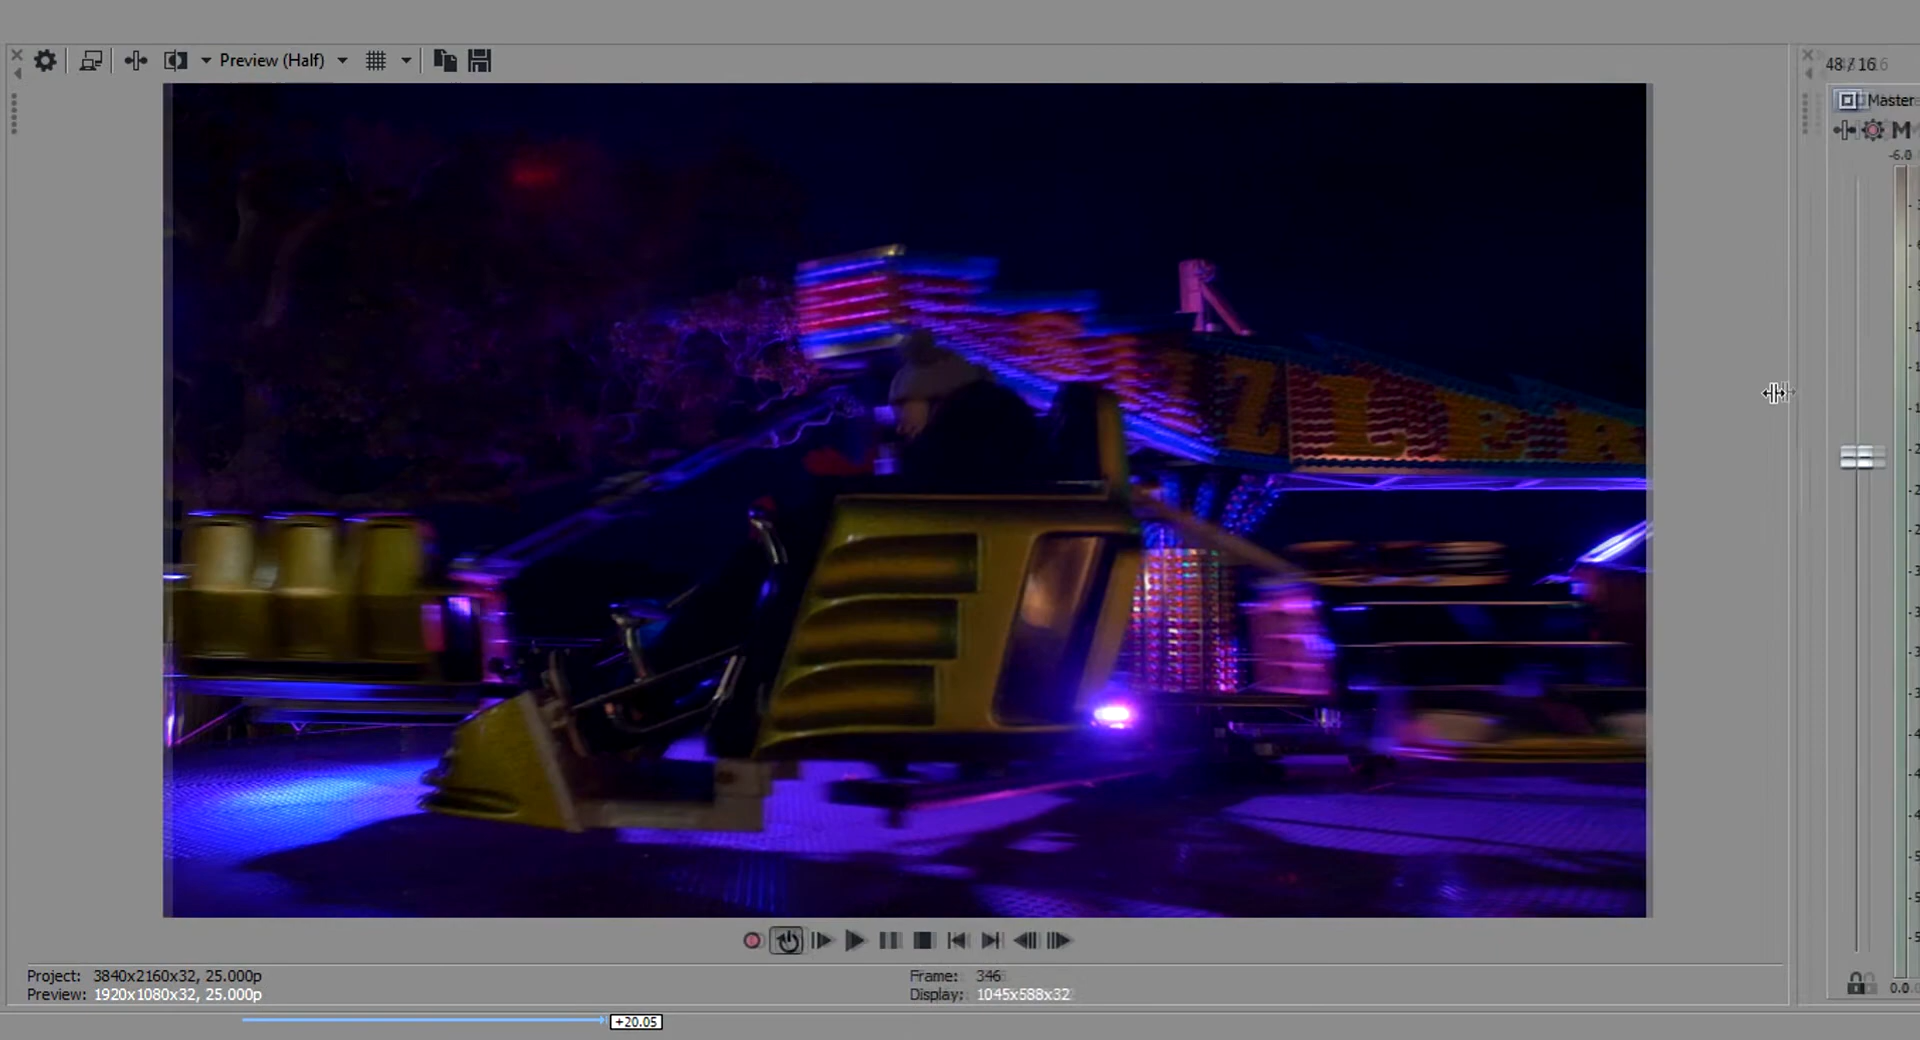 Preview (Half)
48 / 16
Master
M
-6.0
ZLER
Project: 3840x2160x32, 25.000p
Frame: 346
Preview: 1920x1080x32, 25.000p
Display: 1045x588x32
0.0
+20.05